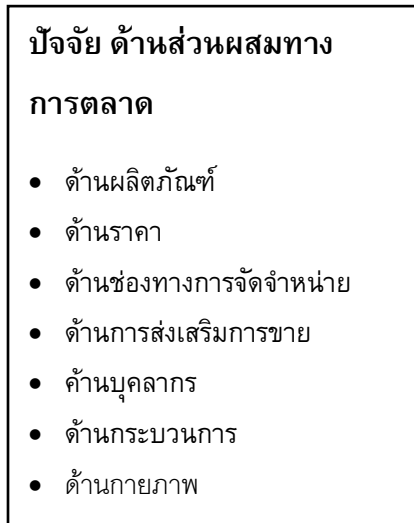 ปัจจัย ด้านส่วนผสมทาง
การตลาด
• ด้านผลิตภัณฑ์
• ด้านราคา
• ด้านช่องทางการจัดจำหน่าย
• ด้านการส่งเสริมการขาย
• ค้านบุคลากร
• ด้านกระบวนการ
• ด้านกายภาพ